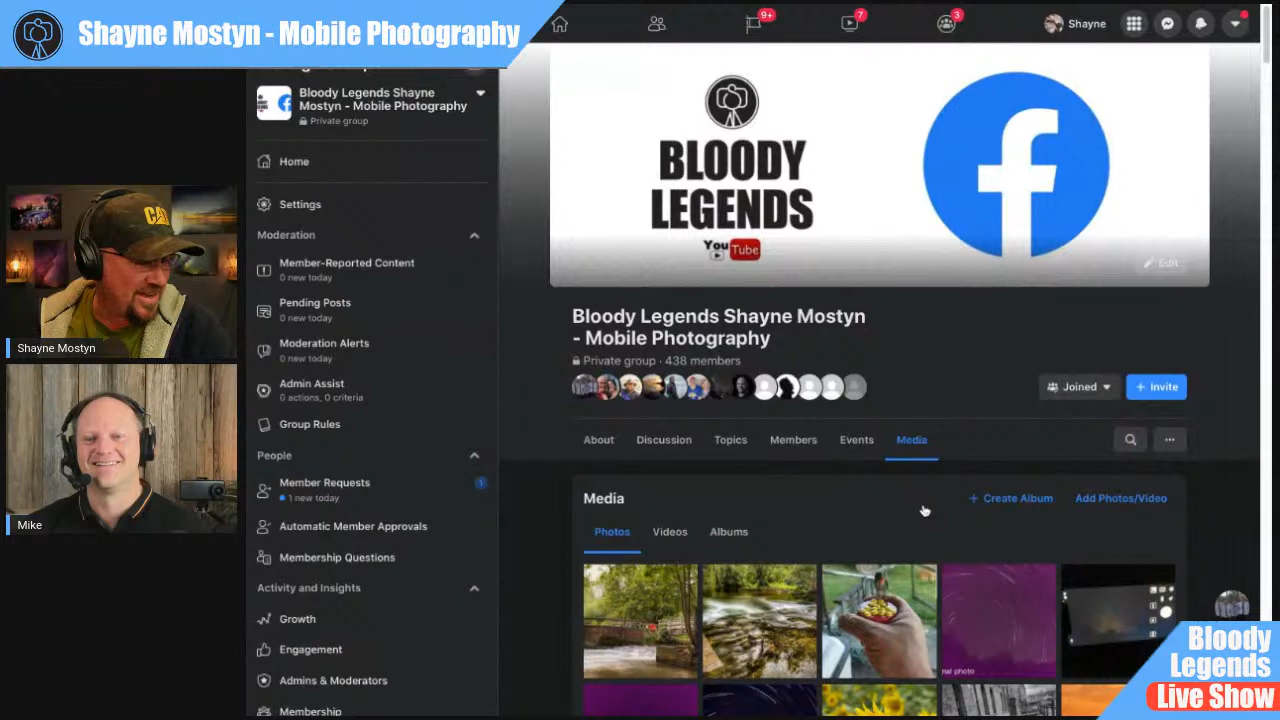 Shayne Mostyn - Mobile Photography
9+
7
3
Shayne
Bloody Legends Shayne
Mostyn - Mobile Photography
Private group
Home
Settings
Moderation
Member-Reported Content
0 new today
Pending Posts
0 new today
Moderation Alerts
0 new today
Admin Assist
0 actions, 0 criteria
Group Rules
People
Member Requests
1
1 new today
Automatic Member Approvals
Membership Questions
Activity and Insights
Growth
Engagement
Admins & Moderators
Membership
CAT
Shayne Mostyn
Mike
BLOODY
LEGENDS
YouTube
f
Edit
Bloody Legends Shayne Mostyn
- Mobile Photography
Private group · 438 members
Joined
+ Invite
About
Discussion
Topics
Members
Events
Media
Media
+ Create Album
Add Photos/Video
Photos
Videos
Albums
nal photo
Bloody
Legends
Live Show